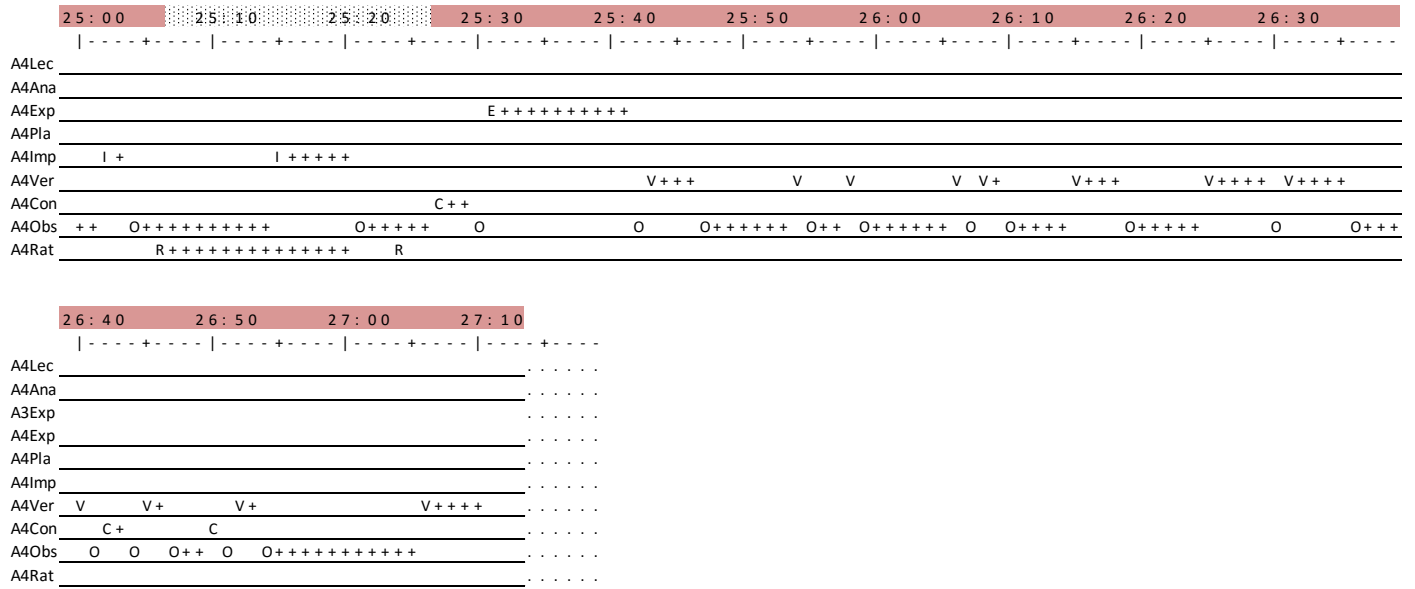 25:00 25:10 25:20 25:30 25:40 25:50 26:00 26:10 26:20 26:30
|----+----|----+----|----+----|----+----|----+----|----+----|----+----|----+----|----+----|----+----
A4Lec
A4Ana
A4Exp E++++++++++
A4Pla
A4Imp I+ I+++++
A4Ver V+++ V V V V+ V+++ V++++ V++++
A4Con C++
A4Obs ++ O++++++++++ O+++++ O O O++++++ O++ O++++++ O O++++ O+++++ O O+++
A4Rat R++++++++++++++ R
26:40 26:50 27:00 27:10
|----+----|----+----|----+----|----+----
A4Lec ......
A4Ana ......
A3Exp ......
A4Exp ......
A4Pla ......
A4Imp ......
A4Ver V V+ V+ V++++ ......
A4Con C+ C ......
A4Obs O O O++ O O+++++++++++ ......
A4Rat ......